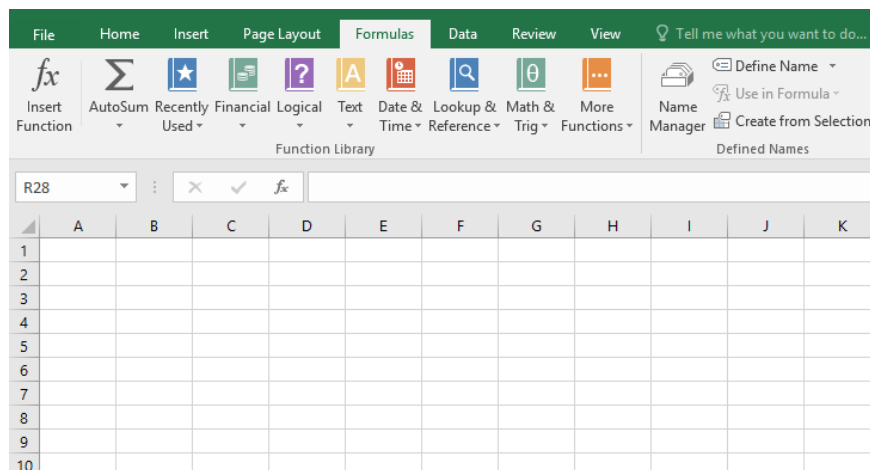 File Home Insert Page Layout Formulas Data Review View Tell me what you want to do...
fx Σ ? A θ ... Define Name
Use in Formula
Insert AutoSum Recently Financial Logical Text Date & Lookup & Math & More Name
Function Used Time Reference Trig Functions Manager Create from Selection
Function Library Defined Names
R28 fx
A B C D E F G H I J K
1
2
3
4
5
6
7
8
9
10